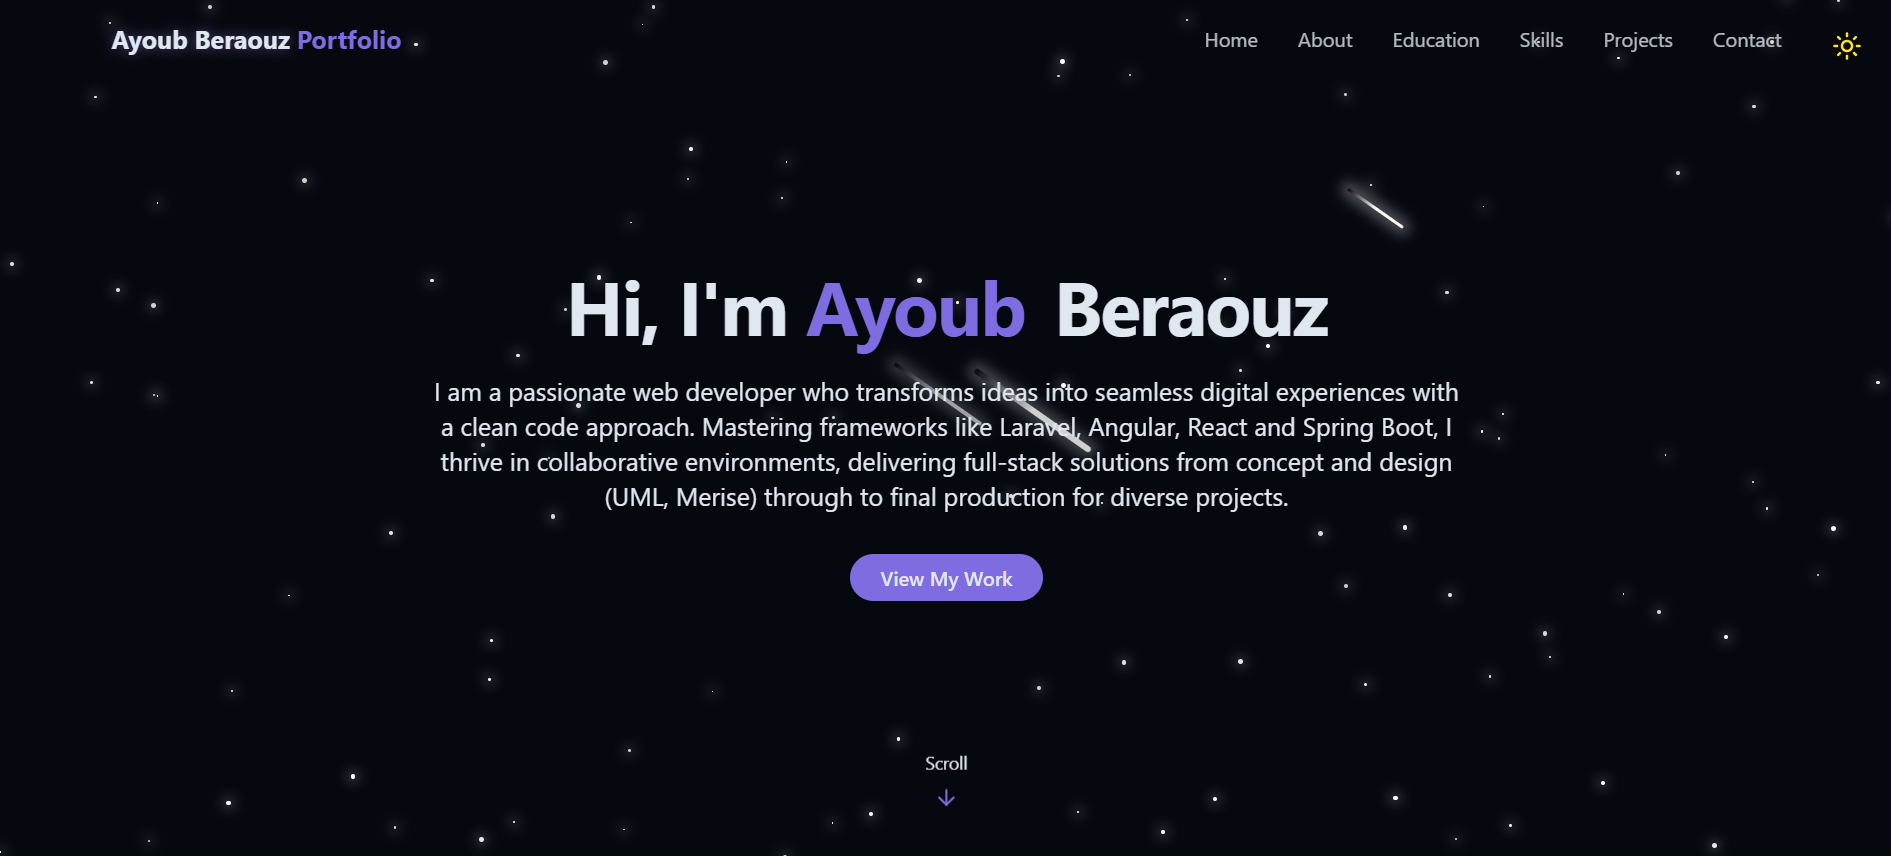 Ayoub Beraouz Portfolio
Home About Education Skills Projects Contact
Hi, I'm Ayoub Beraouz
I am a passionate web developer who transforms ideas into seamless digital experiences with
a clean code approach. Mastering frameworks like Laravel, Angular, React and Spring Boot, I
thrive in collaborative environments, delivering full-stack solutions from concept and design
(UML, Merise) through to final production for diverse projects.
View My Work
Scroll